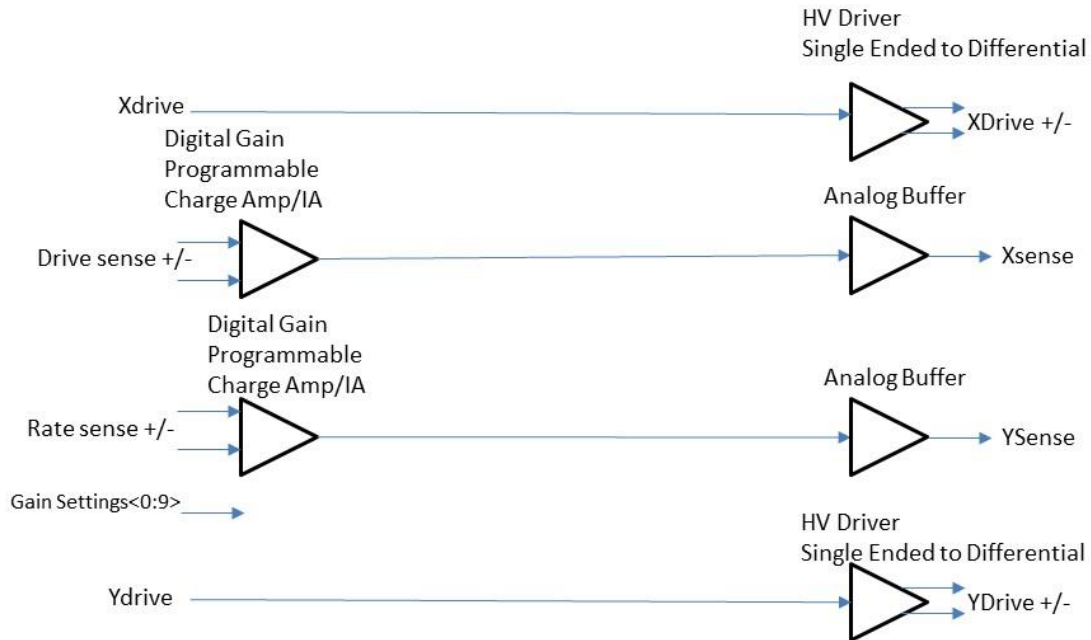 HV Driver
Single Ended to Differential
Xdrive
XDrive +/-
Digital Gain
Programmable
Charge Amp/IA
Analog Buffer
Drive sense +/-
Xsense
Digital Gain
Programmable
Charge Amp/IA
Analog Buffer
Rate sense +/-
YSense
Gain Settings<0:9>
HV Driver
Single Ended to Differential
Ydrive
YDrive +/-